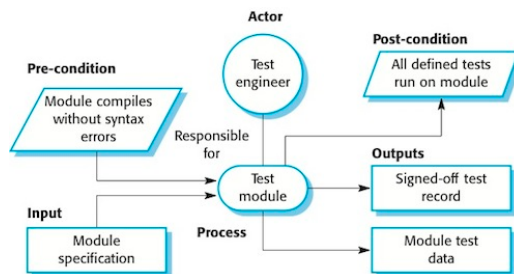 Actor
Test
engineer
Post-condition
All defined tests
run on module
Pre-condition
Module compiles
without syntax
errors
Responsible
for
Test
module
Process
Outputs
Signed-off test
record
Input
Module
specification
Module test
data